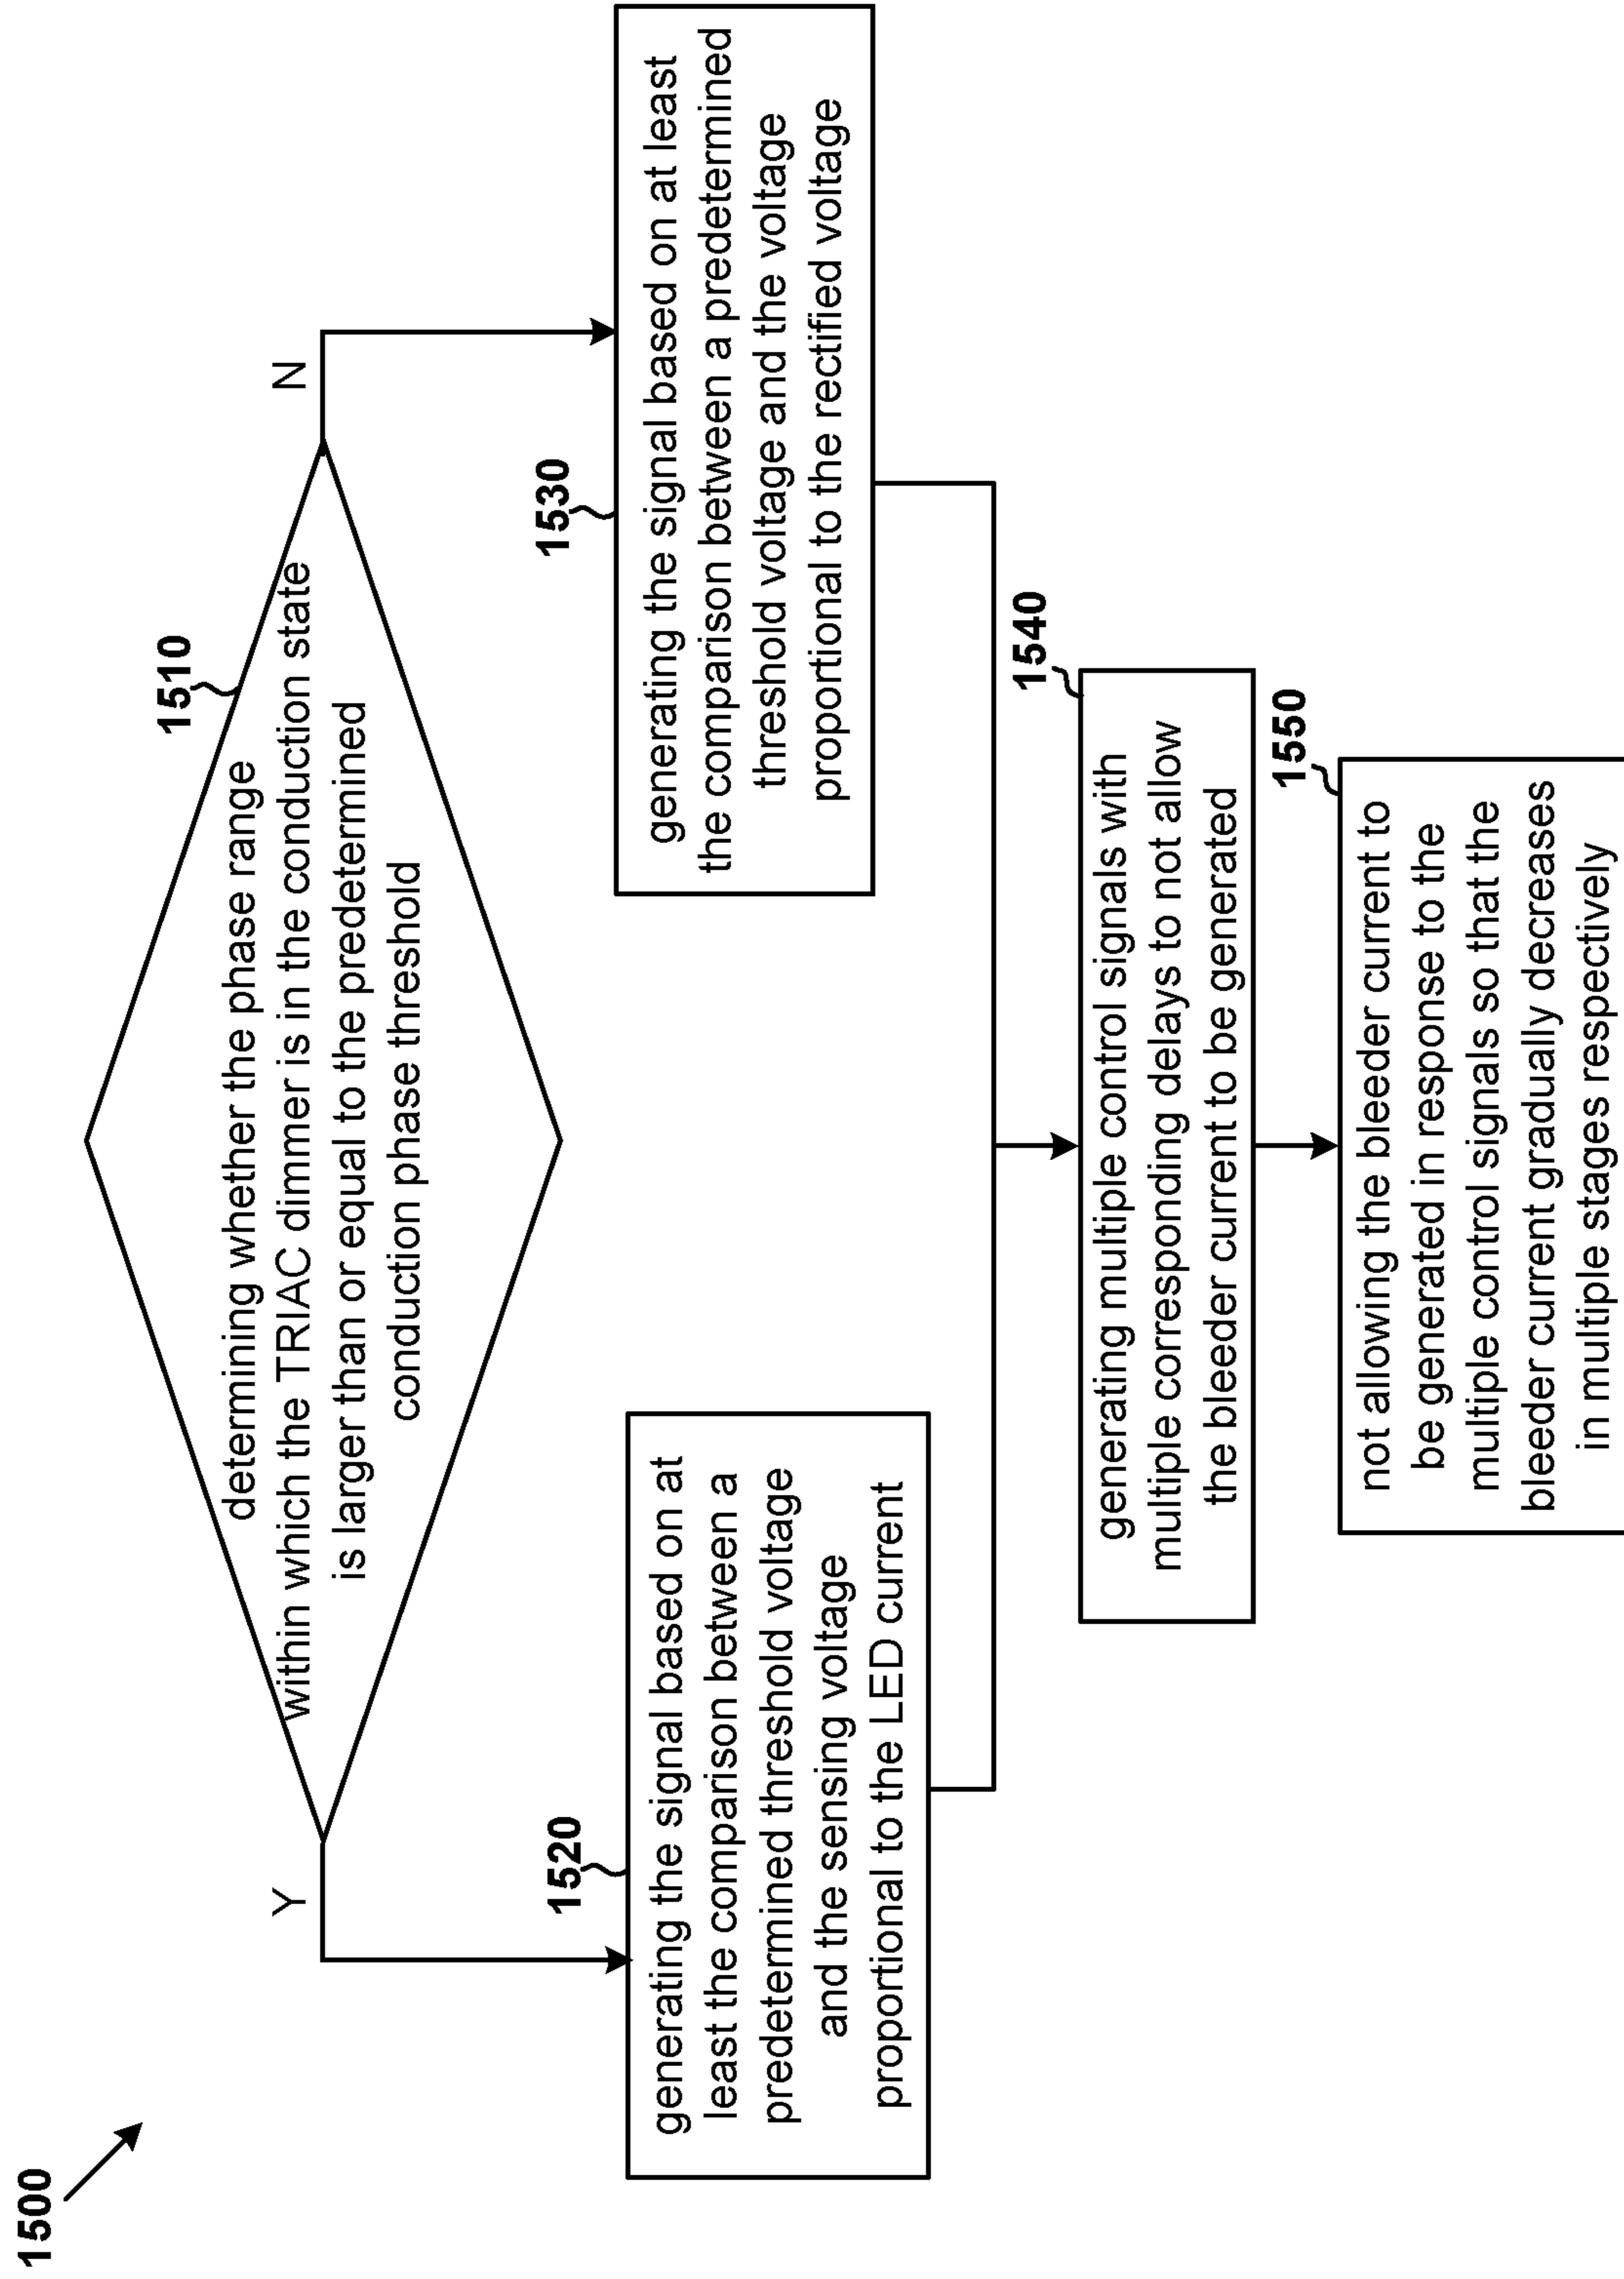 1500
1510
determining whether the phase range
within which the TRIAC dimmer is in the conduction state
is larger than or equal to the predetermined
conduction phase threshold
Y
N
1520
generating the signal based on at
least the comparison between a
predetermined threshold voltage
and the sensing voltage
proportional to the LED current
1530
generating the signal based on at least
the comparison between a predetermined
threshold voltage and the voltage
proportional to the rectified voltage
1540
generating multiple control signals with
multiple corresponding delays to not allow
the bleeder current to be generated
1550
not allowing the bleeder current to
be generated in response to the
multiple control signals so that the
bleeder current gradually decreases
in multiple stages respectively